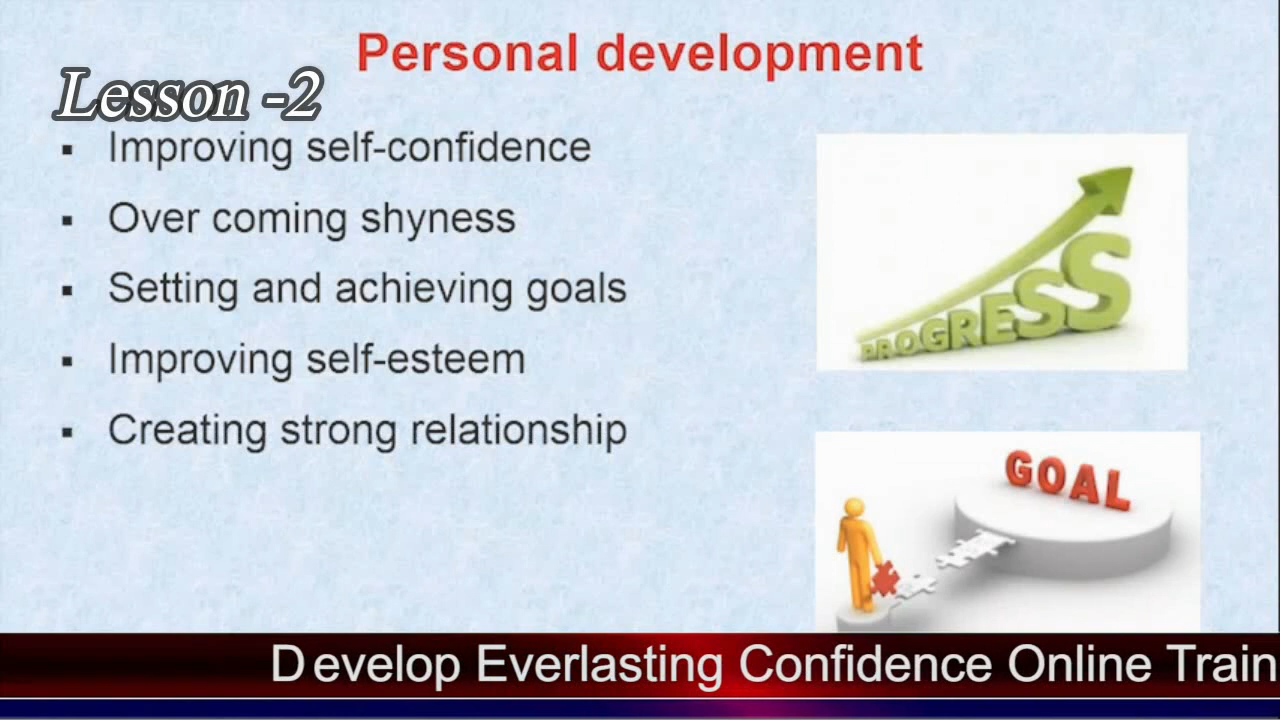 Personal development
Lesson -2
▪ Improving self-confidence
▪ Over coming shyness
▪ Setting and achieving goals
▪ Improving self-esteem
▪ Creating strong relationship
PROGRESS
GOAL
Develop Everlasting Confidence Online Train